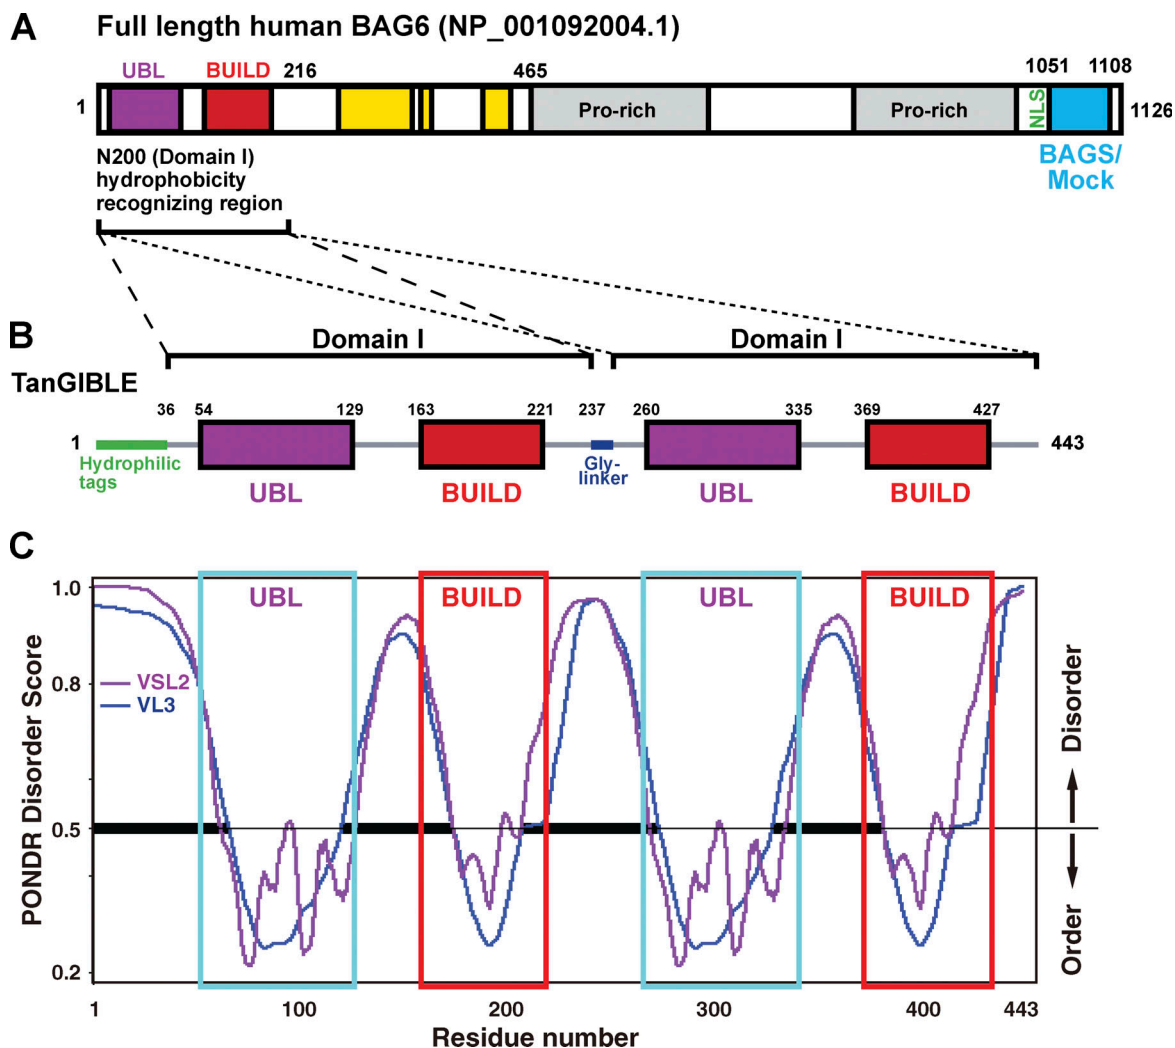 A
Full length human BAG6 (NP_001092004.1)
UBL BUILD 216 465 1051 1108
1 Pro-rich Pro-rich NLS 1126
BAGS/
Mock
N200 (Domain I)
hydrophobicity
recognizing region
B
Domain I Domain I
TanGIBLE
36 54 129 163 221 237 260 335 369 427
1 443
Hydrophilic
tags
Gly-
linker
UBL BUILD UBL BUILD
C
UBL BUILD UBL BUILD
1.0
0.8
0.5
0.2
VSL2
VL3
PONDR Disorder Score
Disorder
Order
1 100 200 300 400 443
Residue number